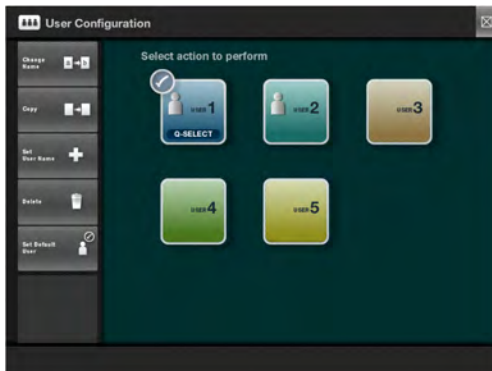 User Configuration
Select action to perform
Change
Name
a b
Copy
Set
User Name
Delete
Set Default
User
USER 1
Q-SELECT
USER 2
USER 3
USER 4
USER 5